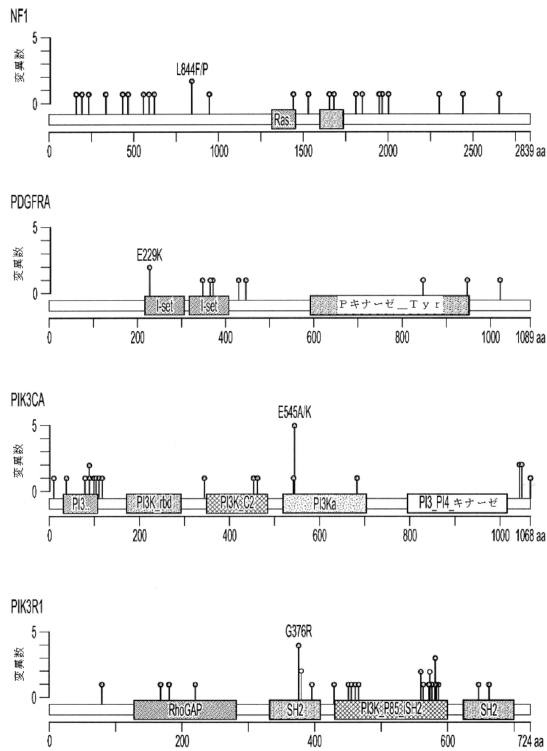 NF1
変異数
5
0
L844F/P
Ras
0 500 1000 1500 2000 2500 2839 aa
PDGFRA
変異数
5
0
E229K
I-set I-set Pキナーゼ_Tyr
0 200 400 600 800 1000 1089 aa
PIK3CA
変異数
5
0
E545A/K
PI3 PI3K_rbd PI3K_C2 PI3Ka PI3_PI4_キナーゼ
0 200 400 600 800 1000 1068 aa
PIK3R1
変異数
5
0
G376R
RhoGAP SH2 PI3K_P85_iSH2 SH2
0 200 400 600 724 aa